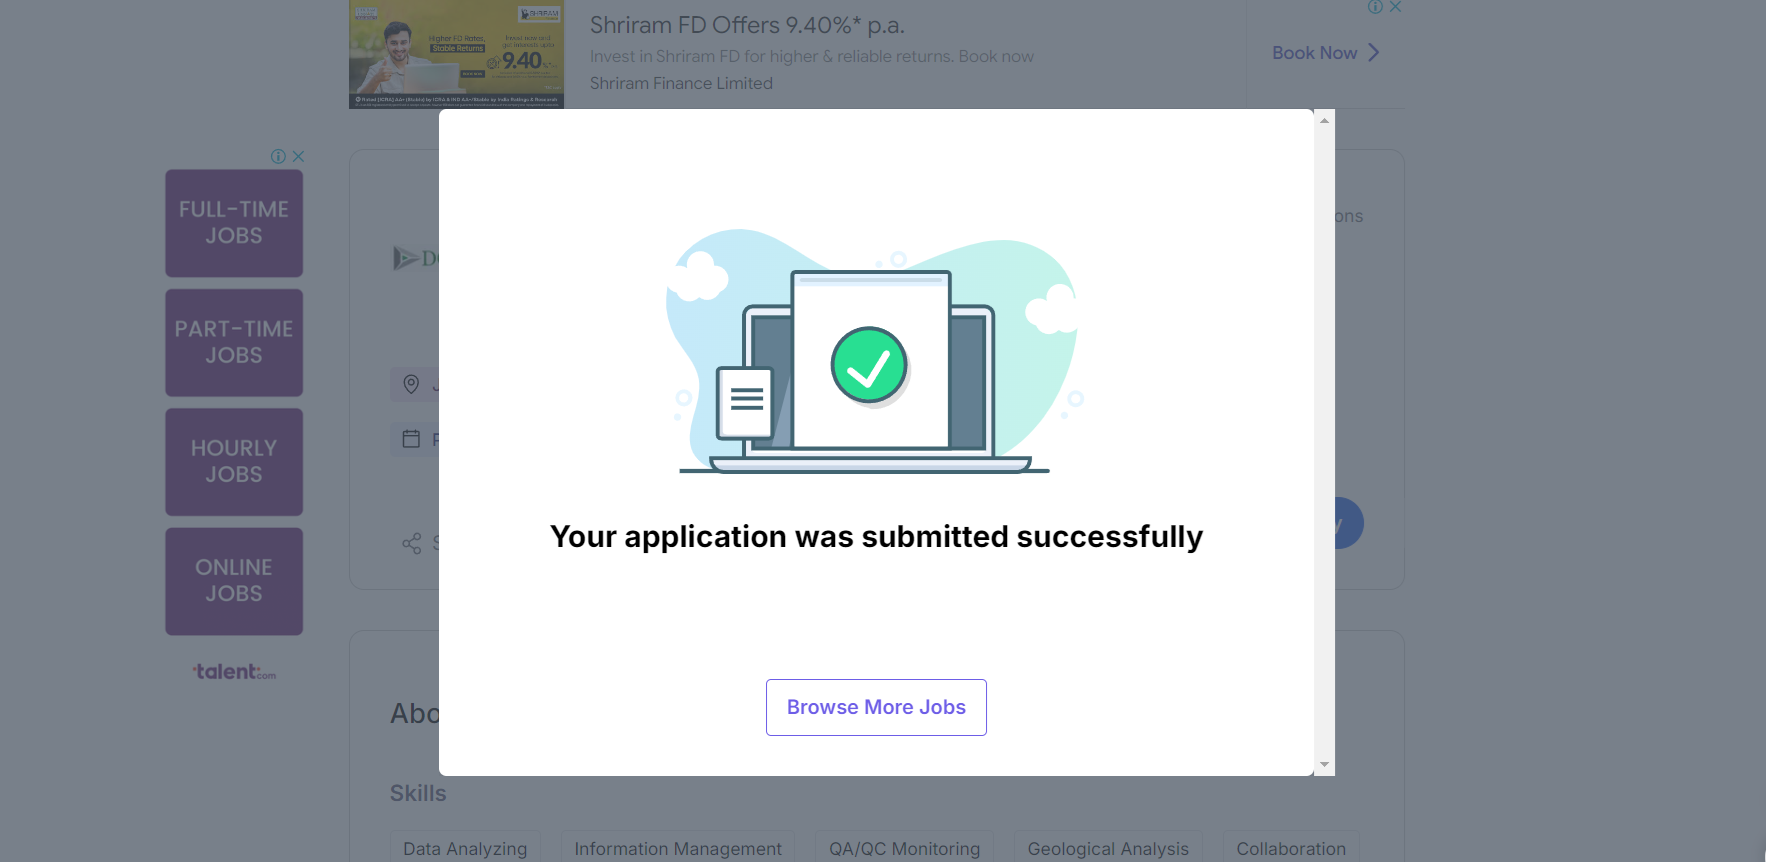 SHRIRAM
Higher FD Rates,
Stable Returns
9.40%
Shriram FD Offers 9.40%* p.a.
Invest in Shriram FD for higher & reliable returns. Book now
Shriram Finance Limited
Book Now
FULL-TIME
JOBS
PART-TIME
JOBS
HOURLY
JOBS
ONLINE
JOBS
talent.com
ons
D
y
Your application was submitted successfully
Browse More Jobs
Abo
Skills
Data Analyzing
Information Management
QA/QC Monitoring
Geological Analysis
Collaboration